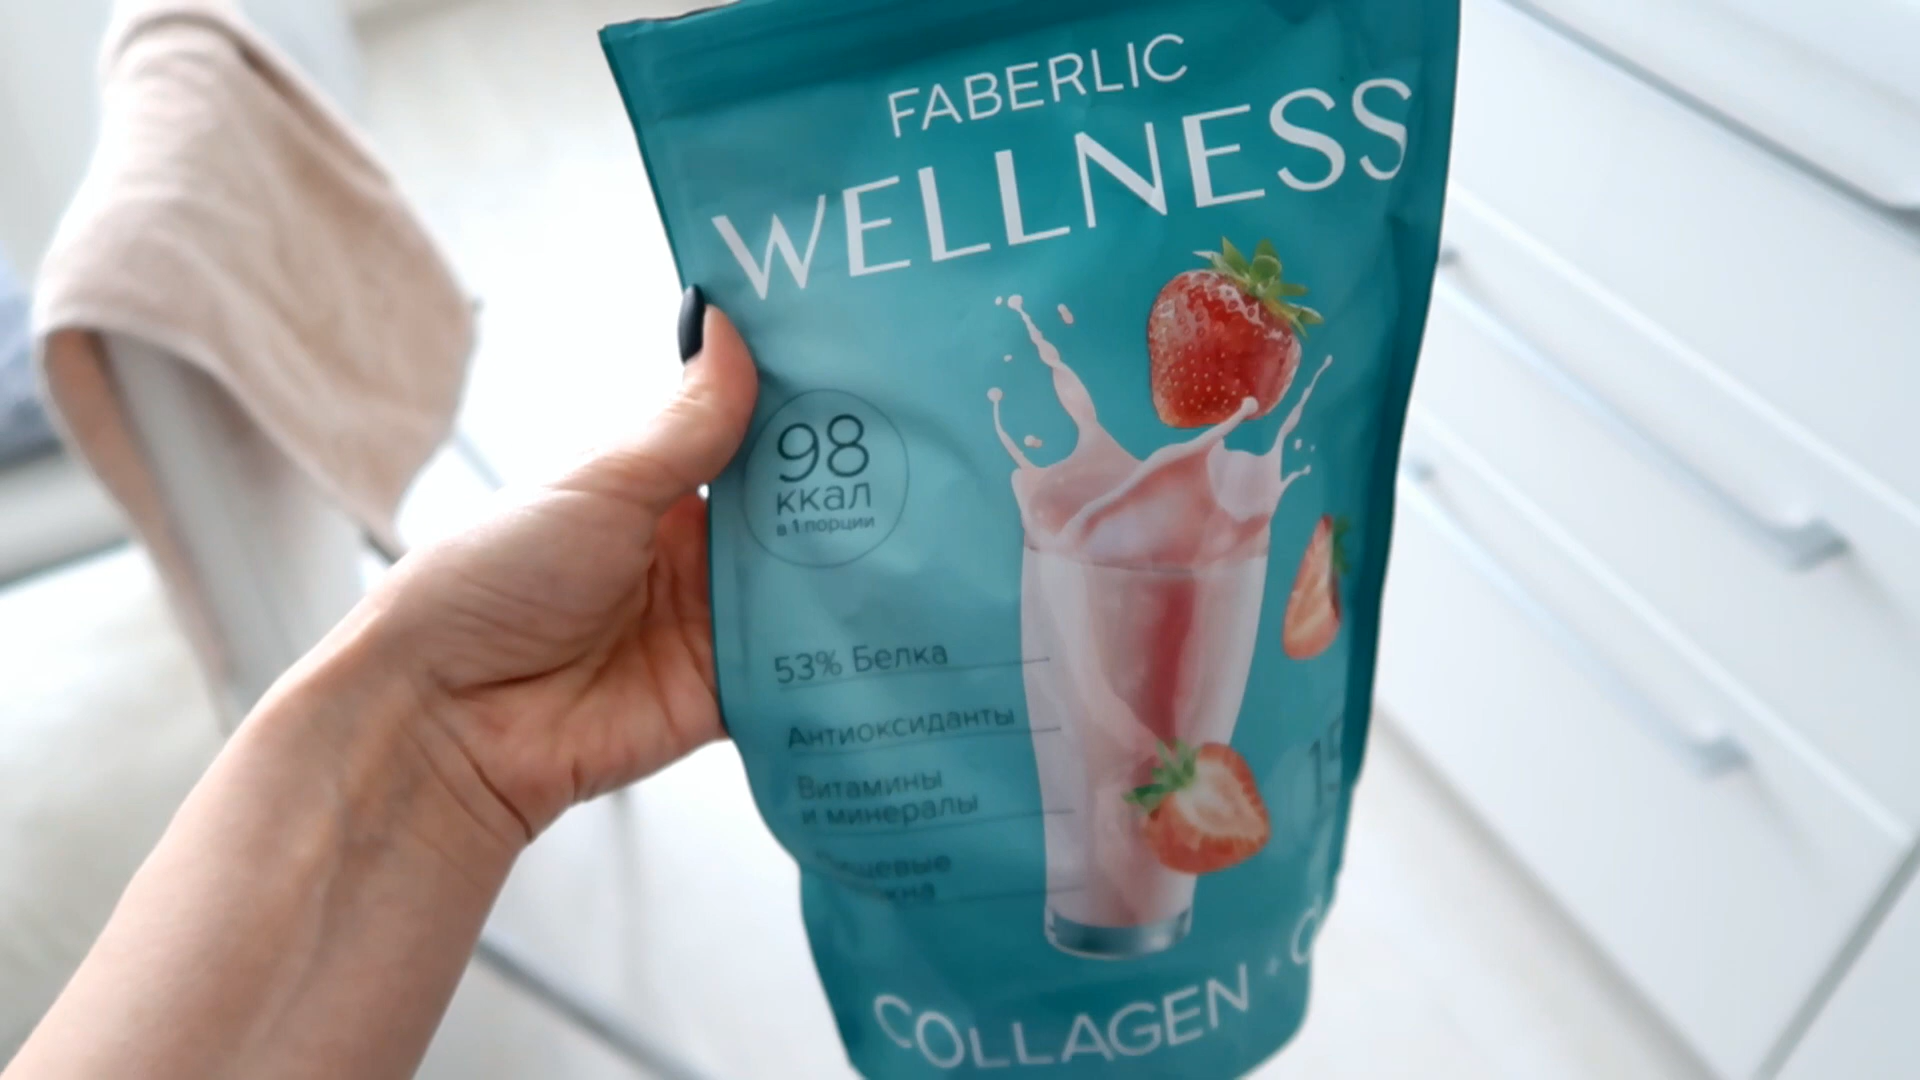 FABERLIC
WELLNESS
98
ккал
в 1 порции
53% Белка
Антиоксиданты
Витамины
и минералы
COLLAGEN +